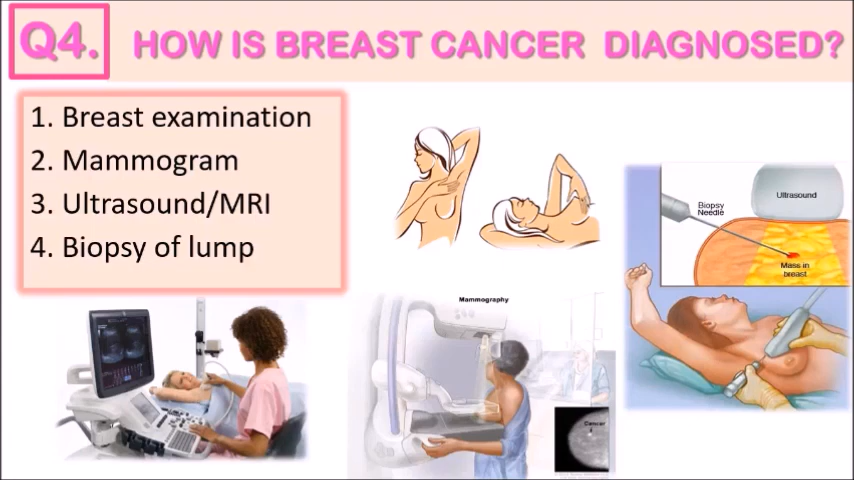 Q4. HOW IS BREAST CANCER DIAGNOSED?
1. Breast examination
2. Mammogram
3. Ultrasound/MRI
4. Biopsy of lump
Ultrasound
Biopsy
Needle
Mass in
breast
Mammography
Cancer